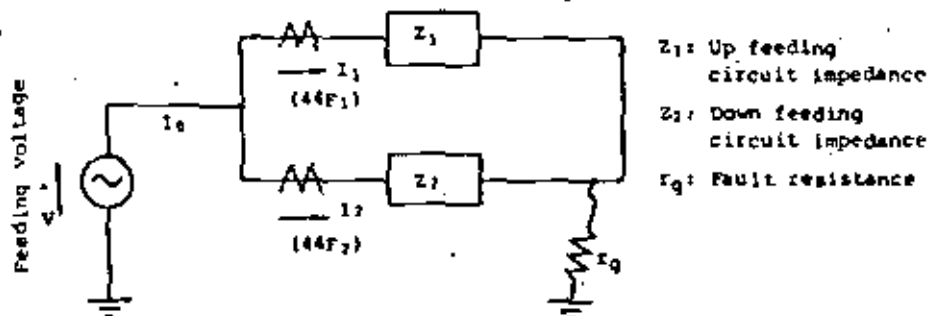 Feeding Voltage
V̇
I₀
I₁
(44F₁)
Z₁
I₂
(44F₂)
Z₂
rg
Z₁: Up feeding
circuit impedance
Z₂: Down feeding
circuit impedance
rg: Fault resistance